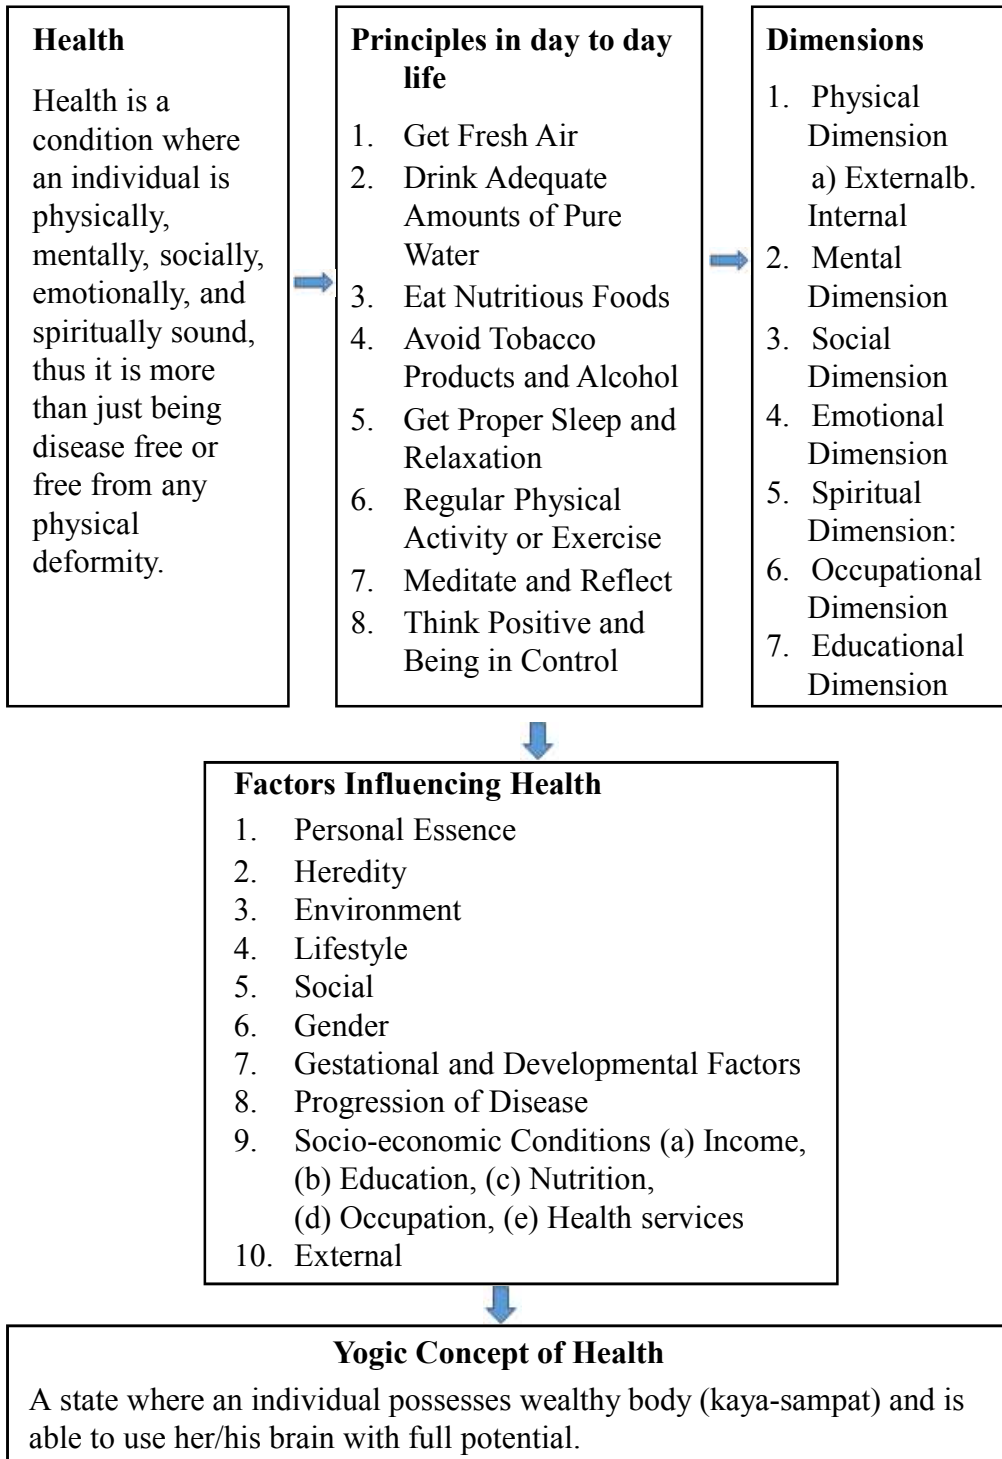 Health
Health is a
condition where
an individual is
physically,
mentally, socially,
emotionally, and
spiritually sound,
thus it is more
than just being
disease free or
free from any
physical
deformity.
Principles in day to day
life
1. Get Fresh Air
2. Drink Adequate
Amounts of Pure
Water
3. Eat Nutritious Foods
4. Avoid Tobacco
Products and Alcohol
5. Get Proper Sleep and
Relaxation
6. Regular Physical
Activity or Exercise
7. Meditate and Reflect
8. Think Positive and
Being in Control
Dimensions
1. Physical
Dimension
a) Externalb.
Internal
2. Mental
Dimension
3. Social
Dimension
4. Emotional
Dimension
5. Spiritual
Dimension:
6. Occupational
Dimension
7. Educational
Dimension
Factors Influencing Health
1. Personal Essence
2. Heredity
3. Environment
4. Lifestyle
5. Social
6. Gender
7. Gestational and Developmental Factors
8. Progression of Disease
9. Socio-economic Conditions (a) Income,
(b) Education, (c) Nutrition,
(d) Occupation, (e) Health services
10. External
Yogic Concept of Health
A state where an individual possesses wealthy body (kaya-sampat) and is
able to use her/his brain with full potential.